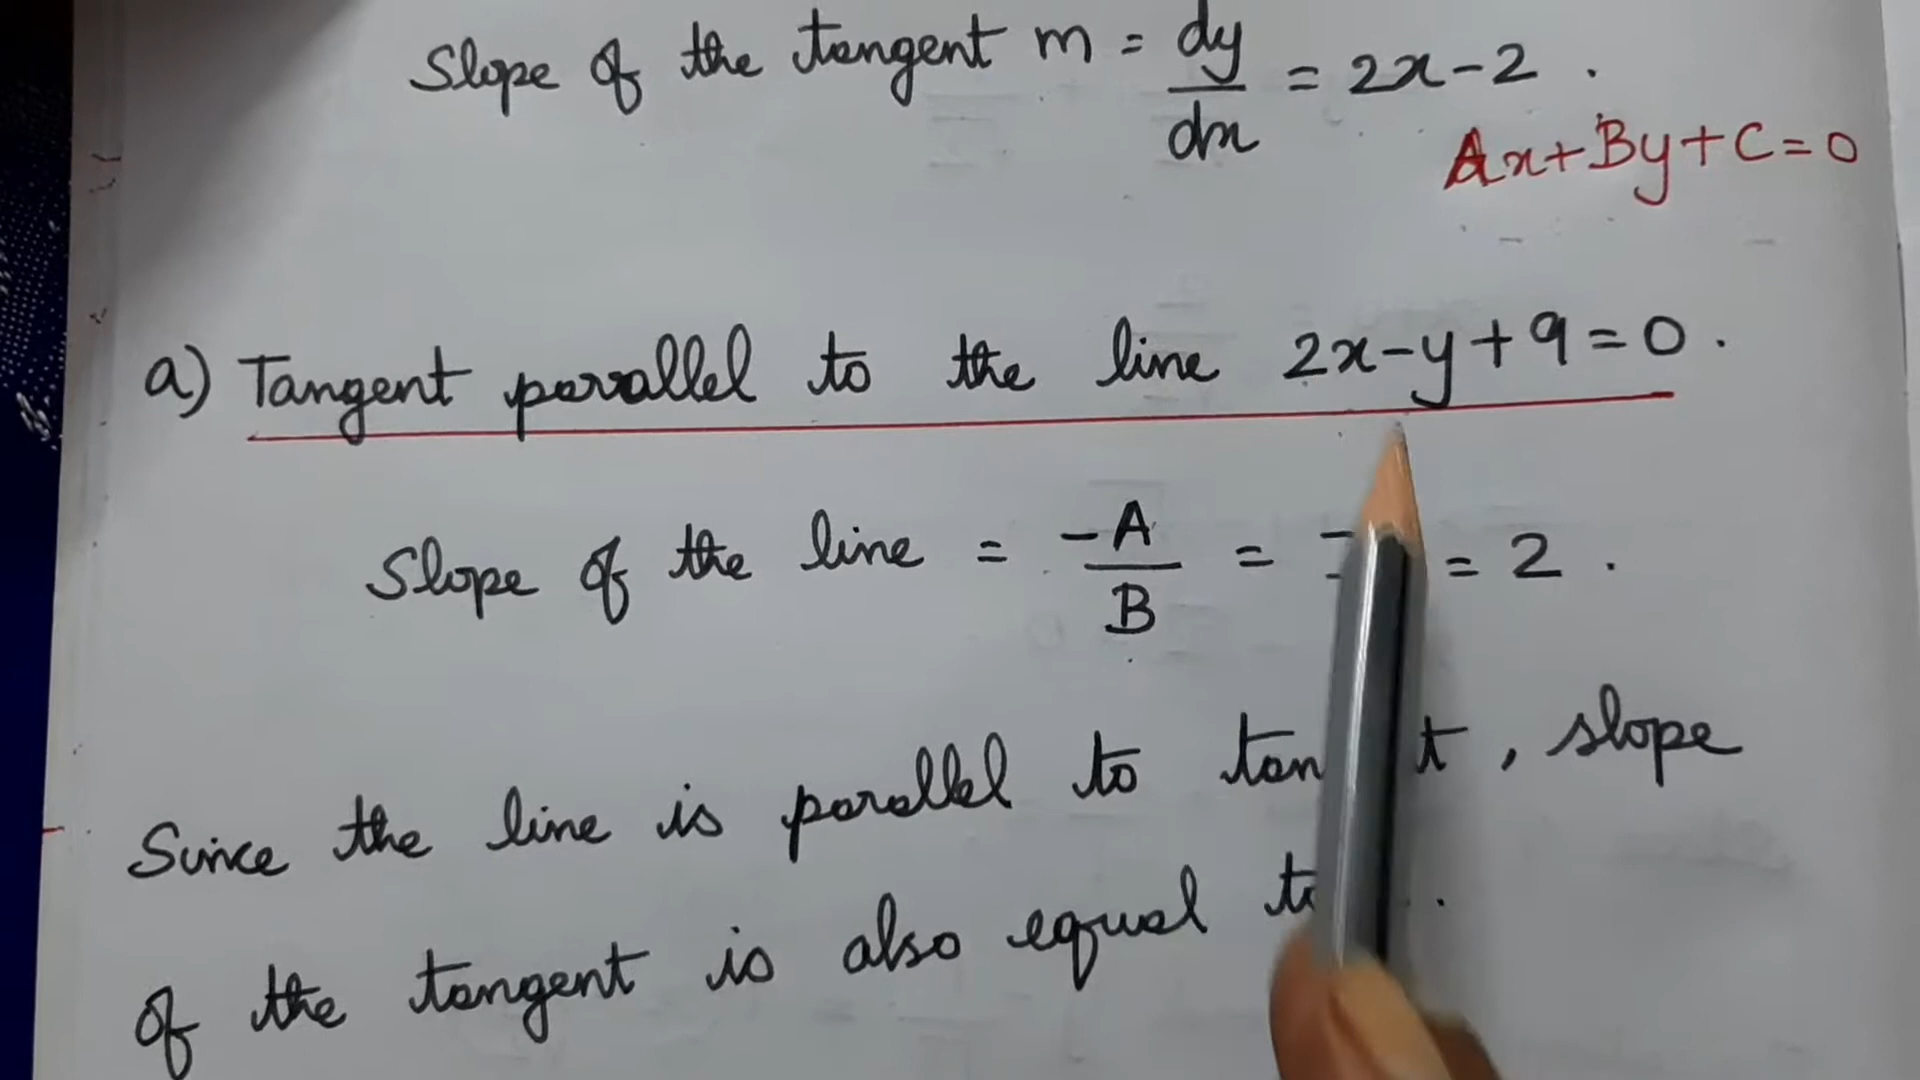 Slope of the tangent m = dy/dx = 2x-2 .
Ax+By+C=0
a) Tangent parallel to the line 2x-y+9=0 .
Slope of the line = -A/B = = 2 .
Since the line is parallel to , slope
of the tangent is also equal .